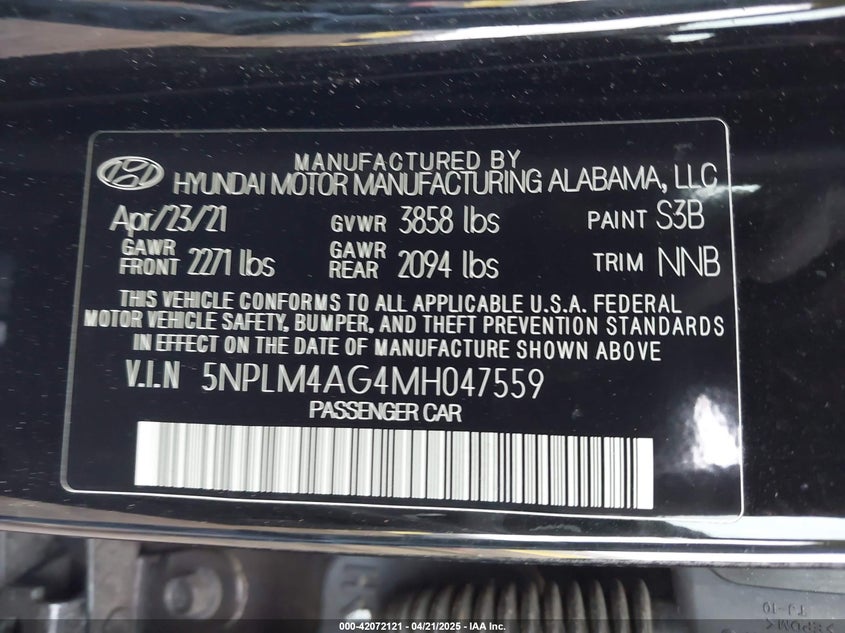 MANUFACTURED BY
HYUNDAI MOTOR MANUFACTURING ALABAMA, LLC
Apr/23/21 GVWR 3858 lbs PAINT S3B
GAWR FRONT 2271 lbs GAWR REAR 2094 lbs TRIM NNB
THIS VEHICLE CONFORMS TO ALL APPLICABLE U.S.A. FEDERAL
MOTOR VEHICLE SAFETY, BUMPER, AND THEFT PREVENTION STANDARDS
IN EFFECT ON THE DATE OF MANUFACTURE SHOWN ABOVE
V.I.N 5NPLM4AG4MH047559
PASSENGER CAR
TJ-10
>EPDM<
000-42072121 - 04/21/2025 - IAA Inc.